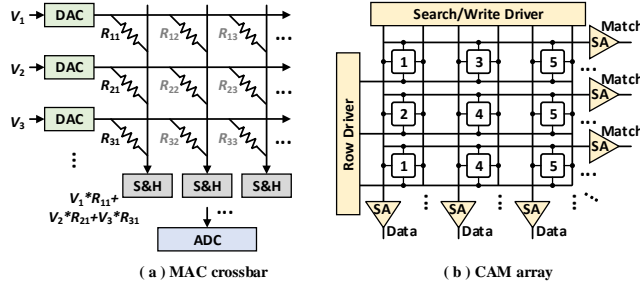 V1 DAC R11 R12 R13 ...
V2 DAC R21 R22 R23 ...
V3 DAC R31 R32 R33 ...
S&H S&H S&H
V1*R11+
V2*R21+V3*R31
...
ADC
( a ) MAC crossbar
Search/Write Driver
Row Driver
Match
SA
1 3 5 ...
Match
SA
2 4 5 ...
Match
SA
1 4 5 ...
SA SA SA
Data Data Data
( b ) CAM array